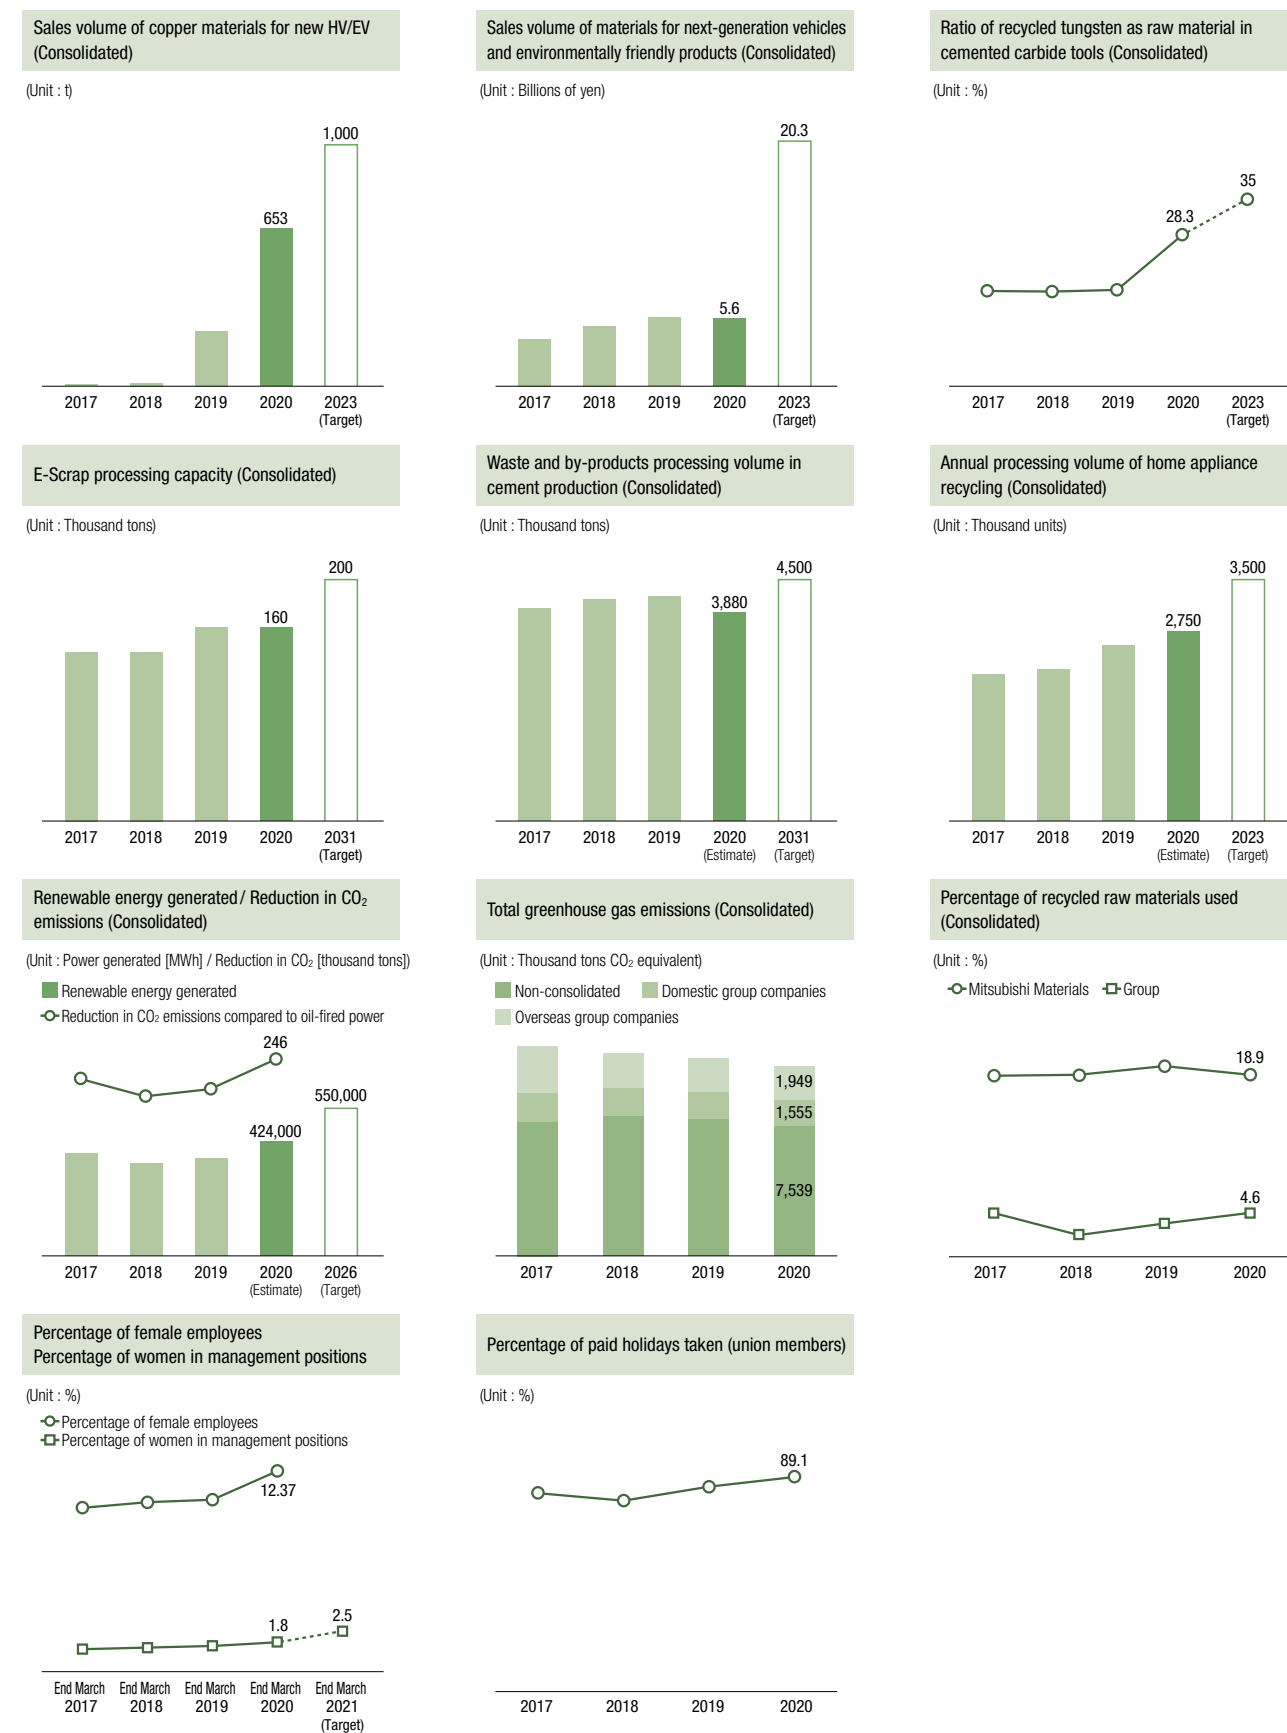 Sales volume of copper materials for new HV/EV
(Consolidated)
(Unit : t)
1,000
653
2017 2018 2019 2020 2023
(Target)
Sales volume of materials for next-generation vehicles
and environmentally friendly products (Consolidated)
(Unit : Billions of yen)
20.3
5.6
2017 2018 2019 2020 2023
(Target)
Ratio of recycled tungsten as raw material in
cemented carbide tools (Consolidated)
(Unit : %)
35
28.3
2017 2018 2019 2020 2023
(Target)
E-Scrap processing capacity (Consolidated)
(Unit : Thousand tons)
200
160
2017 2018 2019 2020 2031
(Target)
Waste and by-products processing volume in
cement production (Consolidated)
(Unit : Thousand tons)
4,500
3,880
2017 2018 2019 2020 2031
(Estimate) (Target)
Annual processing volume of home appliance
recycling (Consolidated)
(Unit : Thousand units)
3,500
2,750
2017 2018 2019 2020 2023
(Estimate) (Target)
Renewable energy generated / Reduction in CO2
emissions (Consolidated)
(Unit : Power generated [MWh] / Reduction in CO2 [thousand tons])
Renewable energy generated
Reduction in CO2 emissions compared to oil-fired power
246
550,000
424,000
2017 2018 2019 2020 2026
(Estimate) (Target)
Total greenhouse gas emissions (Consolidated)
(Unit : Thousand tons CO2 equivalent)
Non-consolidated Domestic group companies
Overseas group companies
1,949
1,555
7,539
2017 2018 2019 2020
Percentage of recycled raw materials used
(Consolidated)
(Unit : %)
Mitsubishi Materials Group
18.9
4.6
2017 2018 2019 2020
Percentage of female employees
Percentage of women in management positions
(Unit : %)
Percentage of female employees
Percentage of women in management positions
12.37
2.5
1.8
End March End March End March End March End March
2017 2018 2019 2020 2021
(Target)
Percentage of paid holidays taken (union members)
(Unit : %)
89.1
2017 2018 2019 2020